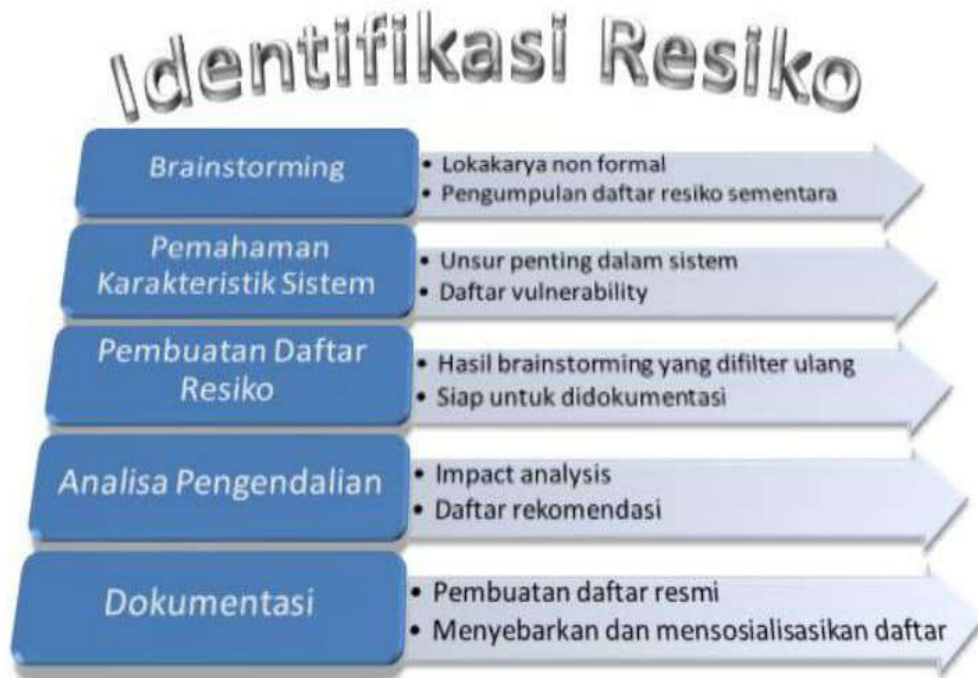 Identifikasi Resiko
Brainstorming
• Lokakarya non formal
• Pengumpulan daftar resiko sementara
Pemahaman
Karakteristik Sistem
• Unsur penting dalam sistem
• Daftar vulnerability
Pembuatan Daftar
Resiko
• Hasil brainstorming yang difilter ulang
• Siap untuk didokumentasi
Analisa Pengendalian
• Impact analysis
• Daftar rekomendasi
Dokumentasi
• Pembuatan daftar resmi
• Menyebarkan dan mensosialisasikan daftar